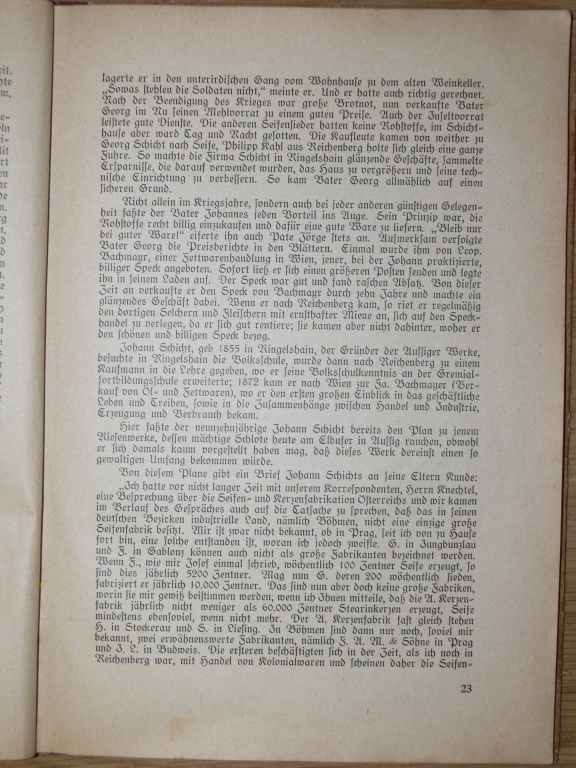 lagerte er in den unterirdischen Gang vom Wohnhause zu dem alten Weinkeller.
„Sowas stehlen die Soldaten nicht,“ meinte er. Und er hatte auch richtig gerechnet.
Nach der Beendigung des Krieges war große Brotnot, nun verkaufte Vater
Georg im Nu seinen Mehlvorrat zu einem guten Preise. Auch der Inseltvorrat
leistete gute Dienste. Die anderen Seifensieder hatten keine Rohstoffe, im Schicht-
hause aber ward Tag und Nacht gesotten. Die Kaufleute kamen von weither zu
Georg Schicht nach Seife, Philipp Kahl aus Reichenberg holte sich gleich eine ganze
Fuhre. So machte die Firma Schicht in Ringelshain glänzende Geschäfte, sammelte
Ersparnisse, die darauf verwendet wurden, das Haus zu vergrößern und seine tech-
nische Einrichtung zu verbessern. So kam Vater Georg allmählich auf einen
sicheren Grund.
Nicht allein im Kriegsjahre, sondern auch bei jeder anderen günstigen Gelegen-
heit faßte der Vater Johannes jeden Vorteil ins Auge. Sein Prinzip war, die
Rohstoffe recht billig einzukaufen und dafür eine gute Ware zu liefern. „Bleib nur
bei guter Ware!“ eiferte ihn auch Pate Jörge stets an. Aufmerksam verfolgte
Vater Georg die Preisberichte in den Blättern. Einmal wurde ihm von Leop.
Bachmayr, einer Fettwarenhandlung in Wien, jener, bei der Johann praktizierte,
billiger Speck angeboten. Sofort ließ er sich einen größeren Posten senden und legte
ihn in seinem Laden auf. Der Speck war gut und fand raschen Absatz. Von dieser
Zeit an verkaufte er den Speck von Bachmayr durch zehn Jahre und machte ein
glänzendes Geschäft dabei. Wenn er nach Reichenberg kam, so riet er regelmäßig
den dortigen Selchern und Fleischern mit ernsthafter Miene an, sich auf den Speck-
handel zu verlegen, da er sich gut rentiere; sie kamen aber nicht dahinter, woher er
den schönen und billigen Speck bezog.
Johann Schicht, geb 1855 in Ringelshain, der Gründer der Aussiger Werke,
besuchte in Ringelshain die Volksschule, wurde dann nach Reichenberg zu einem
Kaufmann in die Lehre gegeben, wo er seine Volksschulkenntnis an der Gremial-
fortbildungsschule erweiterte; 1872 kam er nach Wien zur Fa. Bachmayer (Ver-
kauf von Öl- und Fettwaren), wo er den ersten großen Einblick in das geschäftliche
Leben und Treiben, sowie in die Zusammenhänge zwischen Handel und Industrie,
Erzeugung und Verbrauch bekam.
Hier faßte der neunzehnjährige Johann Schicht bereits den Plan zu jenem
Riesenwerke, dessen mächtige Schlote heute am Elbufer in Aussig rauchen, obwohl
er sich damals kaum vorgestellt haben mag, daß dieses Werk dereinst einen so
gewaltigen Umfang bekommen würde.
Von diesem Plane gibt ein Brief Johann Schichts an seine Eltern Kunde:
„Ich hatte vor nicht langer Zeit mit unserem Korrespondenten, Herrn Knechtel,
eine Besprechung über die Seifen- und Kerzenfabrikation Österreichs und wir kamen
im Verlauf des Gespräches auch auf die Tatsache zu sprechen, daß das in seinen
deutschen Bezirken industrielle Land, nämlich Böhmen, nicht eine einzige große
Seifenfabrik besitzt. Mir ist zwar nicht bekannt, ob in Prag, seit ich von zu Hause
fort bin, eine solche entstanden ist, woran ich jedoch zweifle. G. in Jungbunzlau
und F. in Gablonz können auch nicht als große Fabrikanten bezeichnet werden.
Wenn F., wie mir Josef einmal schrieb, wöchentlich 100 Zentner Seife erzeugt, so
sind dies jährlich 5200 Zentner. Mag nun G. deren 200 wöchentlich sieden,
fabriziert er jährlich 10.000 Zentner. Das sind nun aber doch keine große Fabriken,
worin sie mir gewiß beistimmen werden, wenn ich Ihnen mitteile, daß die A. Kerzen-
fabrik jährlich nicht weniger als 60.000 Zentner Stearinkerzen erzeugt, Seife
mindestens ebensoviel, wenn nicht mehr. Der A. Kerzenfabrik fast gleich stehen
H. in Stockerau und S. in Liesing. In Böhmen sind dann nur noch, soviel mir
bekannt, zwei erwähnenswerte Fabrikanten, nämlich F. A. M. & Söhne in Prag
und J. L. in Budweis. Die ersteren beschäftigten sich in der Zeit, als ich noch in
Reichenberg war, mit Handel von Kolonialwaren und scheinen daher die Seifen-
23